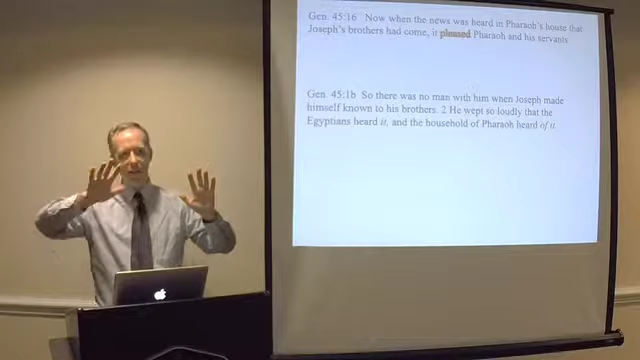 Gen. 45:16 Now when the news was heard in Pharaoh's house that
Joseph's brothers had come, it pleased Pharaoh and his servants
Gen. 45:1b So there was no man with him when Joseph made
himself known to his brothers. 2 He wept so loudly that the
Egyptians heard it, and the household of Pharaoh heard of it.